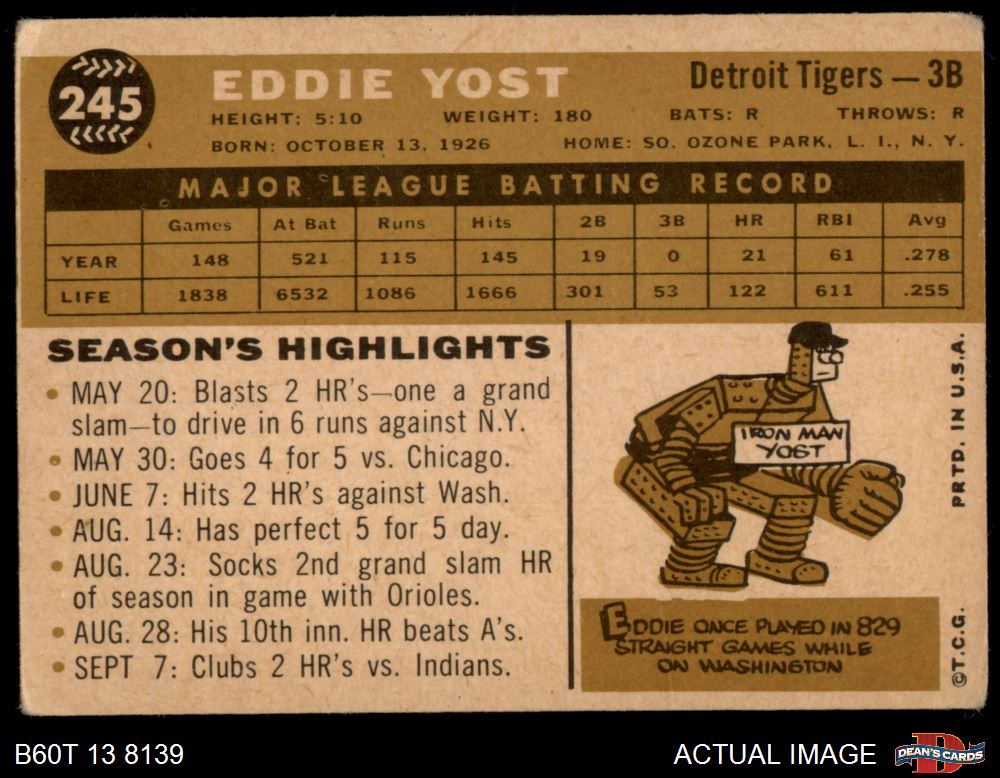 245
EDDIE YOST
Detroit Tigers — 3B
HEIGHT: 5:10 WEIGHT: 180 BATS: R THROWS: R
BORN: OCTOBER 13, 1926 HOME: SO. OZONE PARK, L. I., N. Y.
MAJOR LEAGUE BATTING RECORD
Games At Bat Runs Hits 2B 3B HR RBI Avg
YEAR 148 521 115 145 19 0 21 61 .278
LIFE 1838 6532 1086 1666 301 53 122 611 .255
SEASON'S HIGHLIGHTS
• MAY 20: Blasts 2 HR's—one a grand
slam—to drive in 6 runs against N.Y.
• MAY 30: Goes 4 for 5 vs. Chicago.
• JUNE 7: Hits 2 HR's against Wash.
• AUG. 14: Has perfect 5 for 5 day.
• AUG. 23: Socks 2nd grand slam HR
of season in game with Orioles.
• AUG. 28: His 10th inn. HR beats A's.
• SEPT 7: Clubs 2 HR's vs. Indians.
IRON MAN
YOST
EDDIE ONCE PLAYED IN 829
STRAIGHT GAMES WHILE
ON WASHINGTON
©T.C.G. PRTD. IN U.S.A.
B60T 13 8139
ACTUAL IMAGE
DEAN'S CARDS